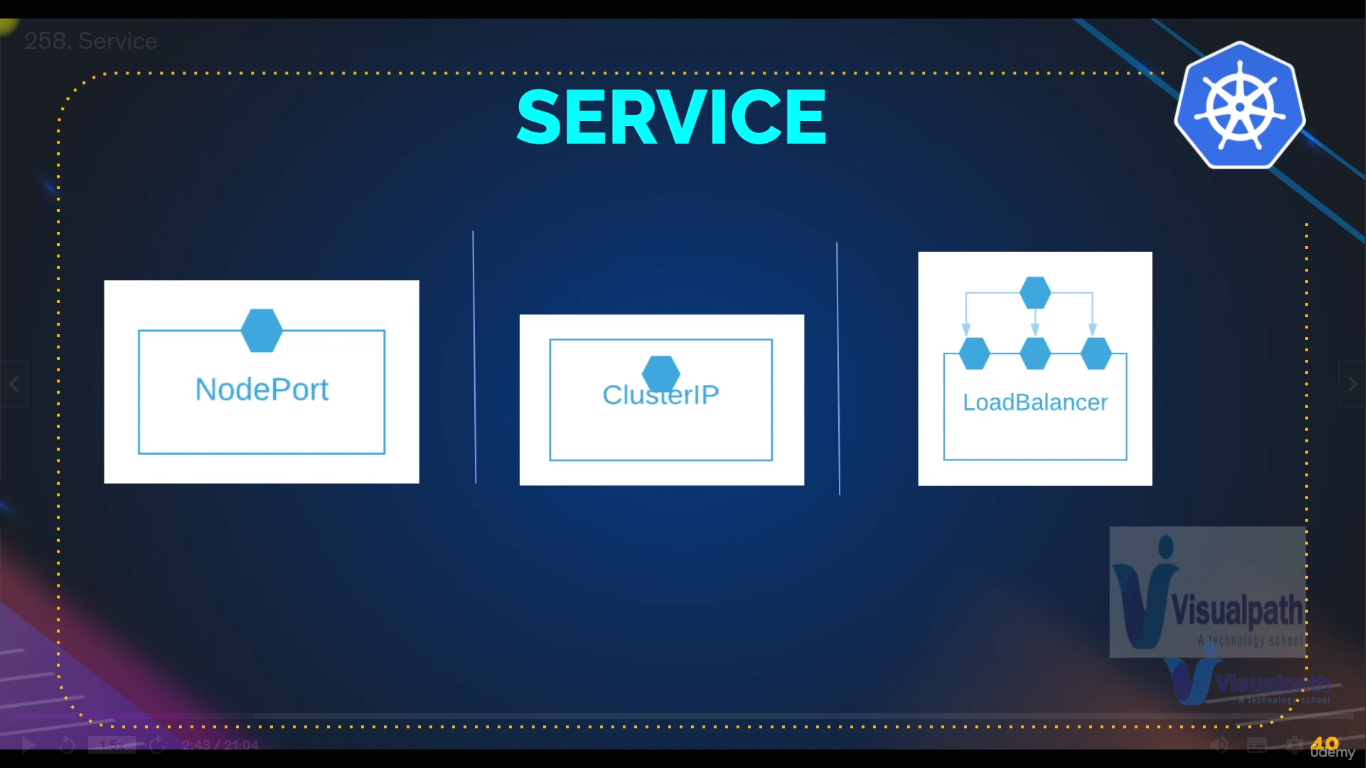 258. Service
SERVICE
NodePort
ClusterIP
LoadBalancer
Visualpath
A technology school
Visualpath
A technology school
1.5x
2:43 / 21:04
40
udemy